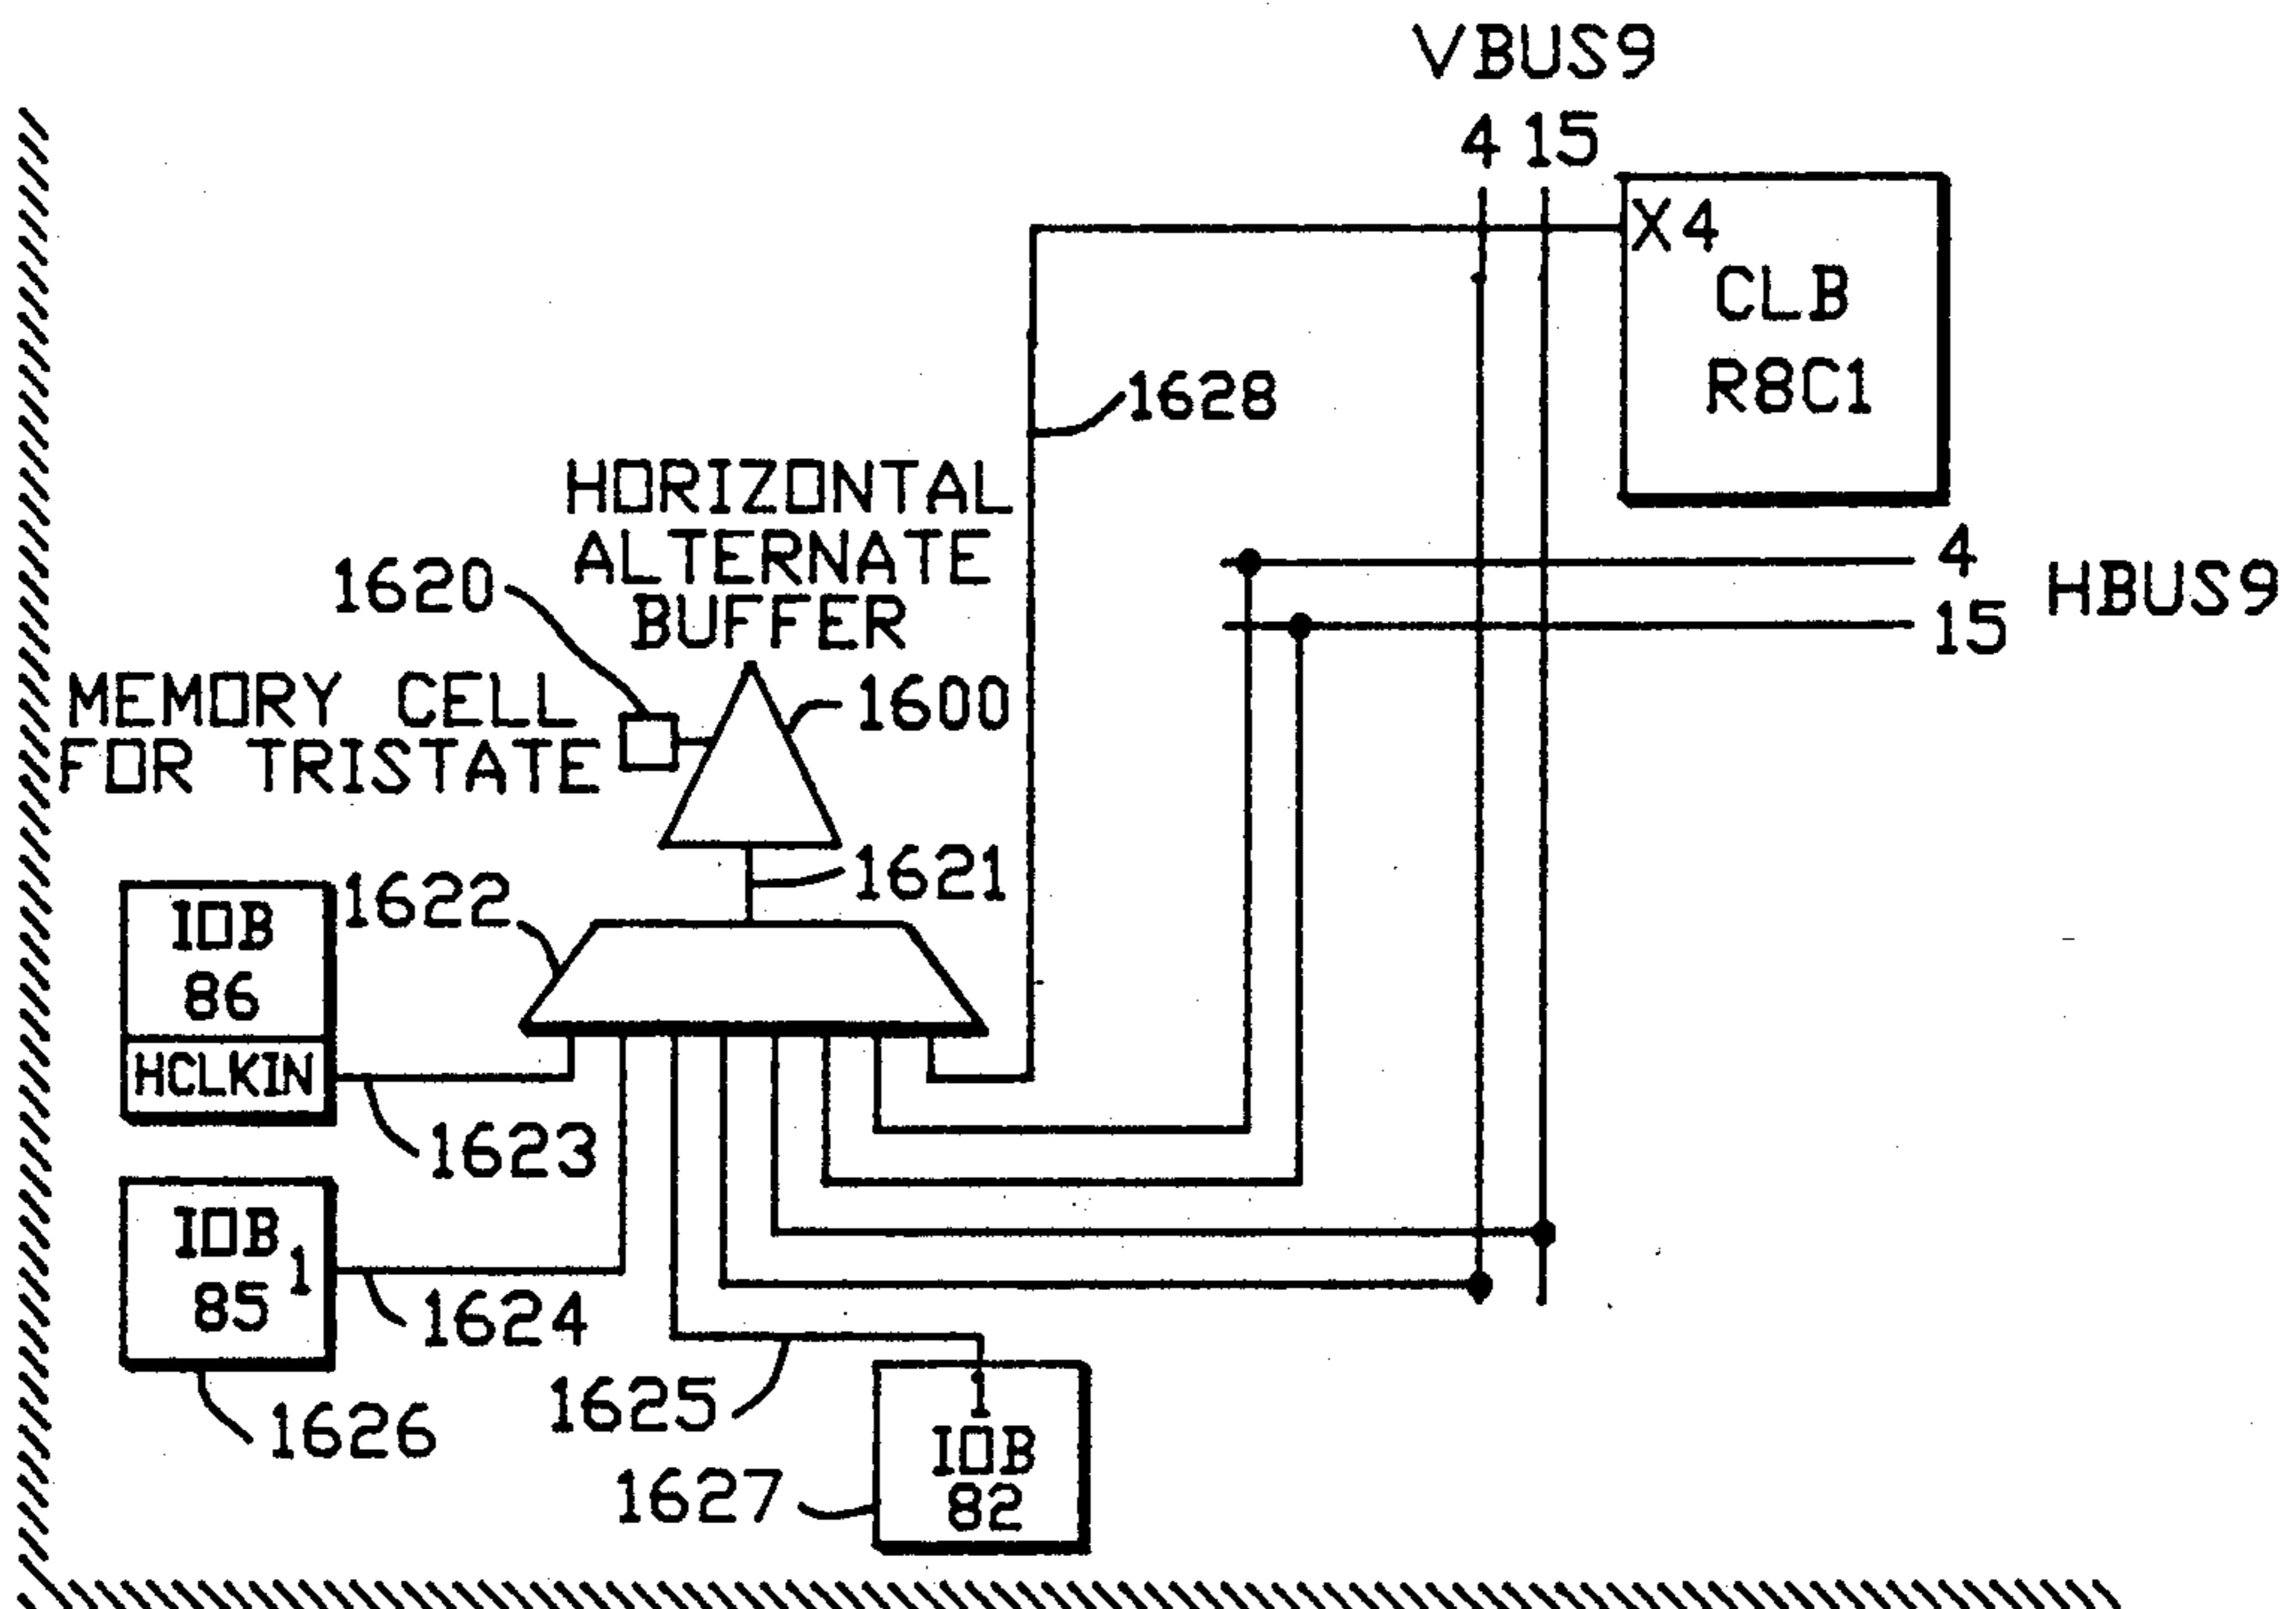 VBUS9
4 15
X4
CLB
R8C1
1628
HORIZONTAL
ALTERNATE
BUFFER
4
15
HBUS9
1620
MEMORY CELL
FOR TRISTATE
1600
1621
1622
IOB
86
HCLKIN
1623
IOB 1
85
1624
1626
1625
1
IOB
82
1627